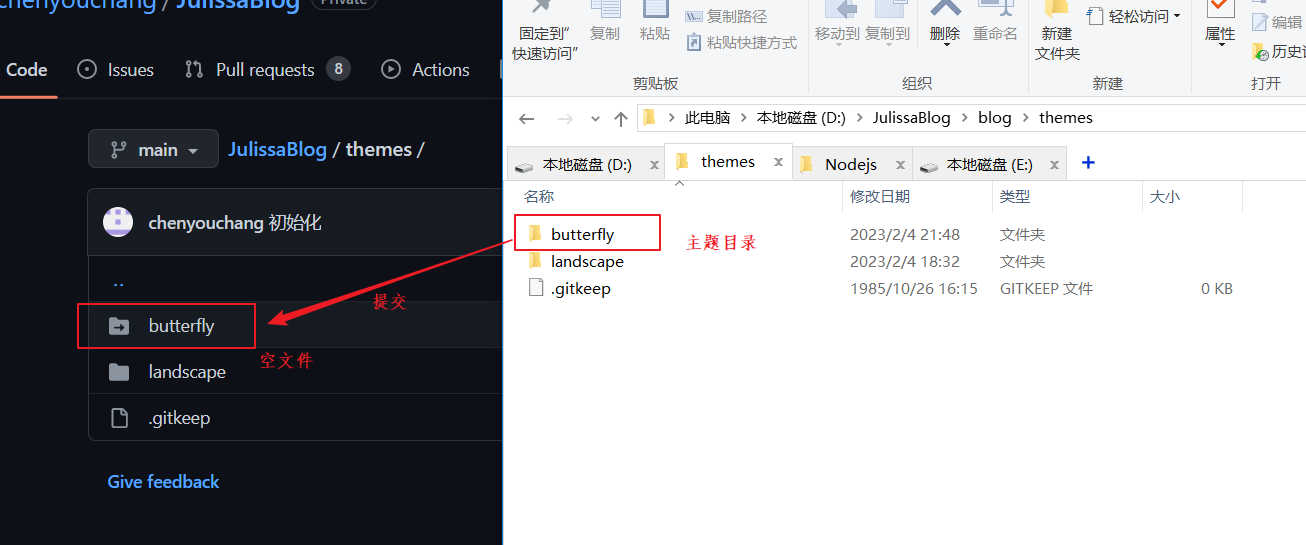 chenyouchang / JulissaBlog Private
Code Issues Pull requests 8 Actions
main JulissaBlog / themes /
chenyouchang 初始化
..
butterfly
提交
空文件
landscape
.gitkeep
Give feedback
固定到“
快速访问”
复制
粘贴
复制路径
粘贴快捷方式
剪贴板
移动到 复制到 删除 重命名
组织
新建
文件夹
轻松访问
新建
属性
编辑
打开
此电脑 本地磁盘 (D:) JulissaBlog blog themes
本地磁盘 (D:) x themes x Nodejs x 本地磁盘 (E:) x +
名称 修改日期 类型 大小
butterfly 主题目录 2023/2/4 21:48 文件夹
landscape 2023/2/4 18:32 文件夹
.gitkeep 1985/10/26 16:15 GITKEEP 文件 0 KB